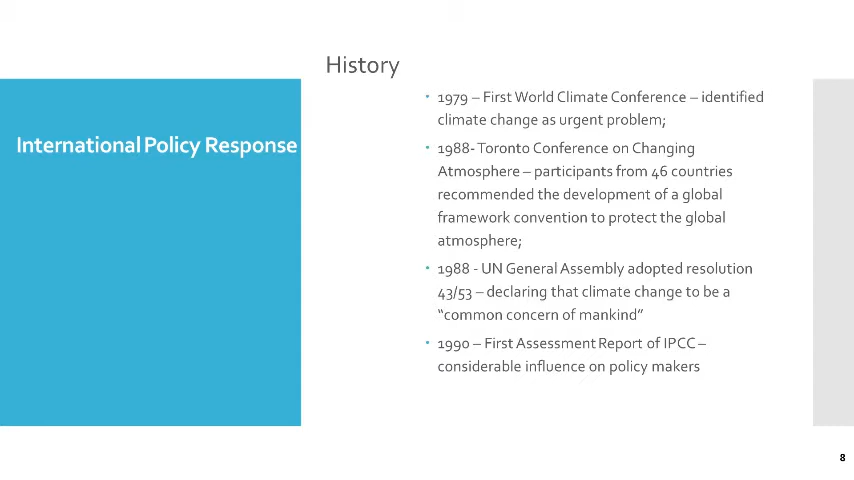 History
International Policy Response
• 1979 – First World Climate Conference – identified
climate change as urgent problem;
• 1988- Toronto Conference on Changing
Atmosphere – participants from 46 countries
recommended the development of a global
framework convention to protect the global
atmosphere;
• 1988 - UN General Assembly adopted resolution
43/53 – declaring that climate change to be a
“common concern of mankind”
• 1990 – First Assessment Report of IPCC –
considerable influence on policy makers
8